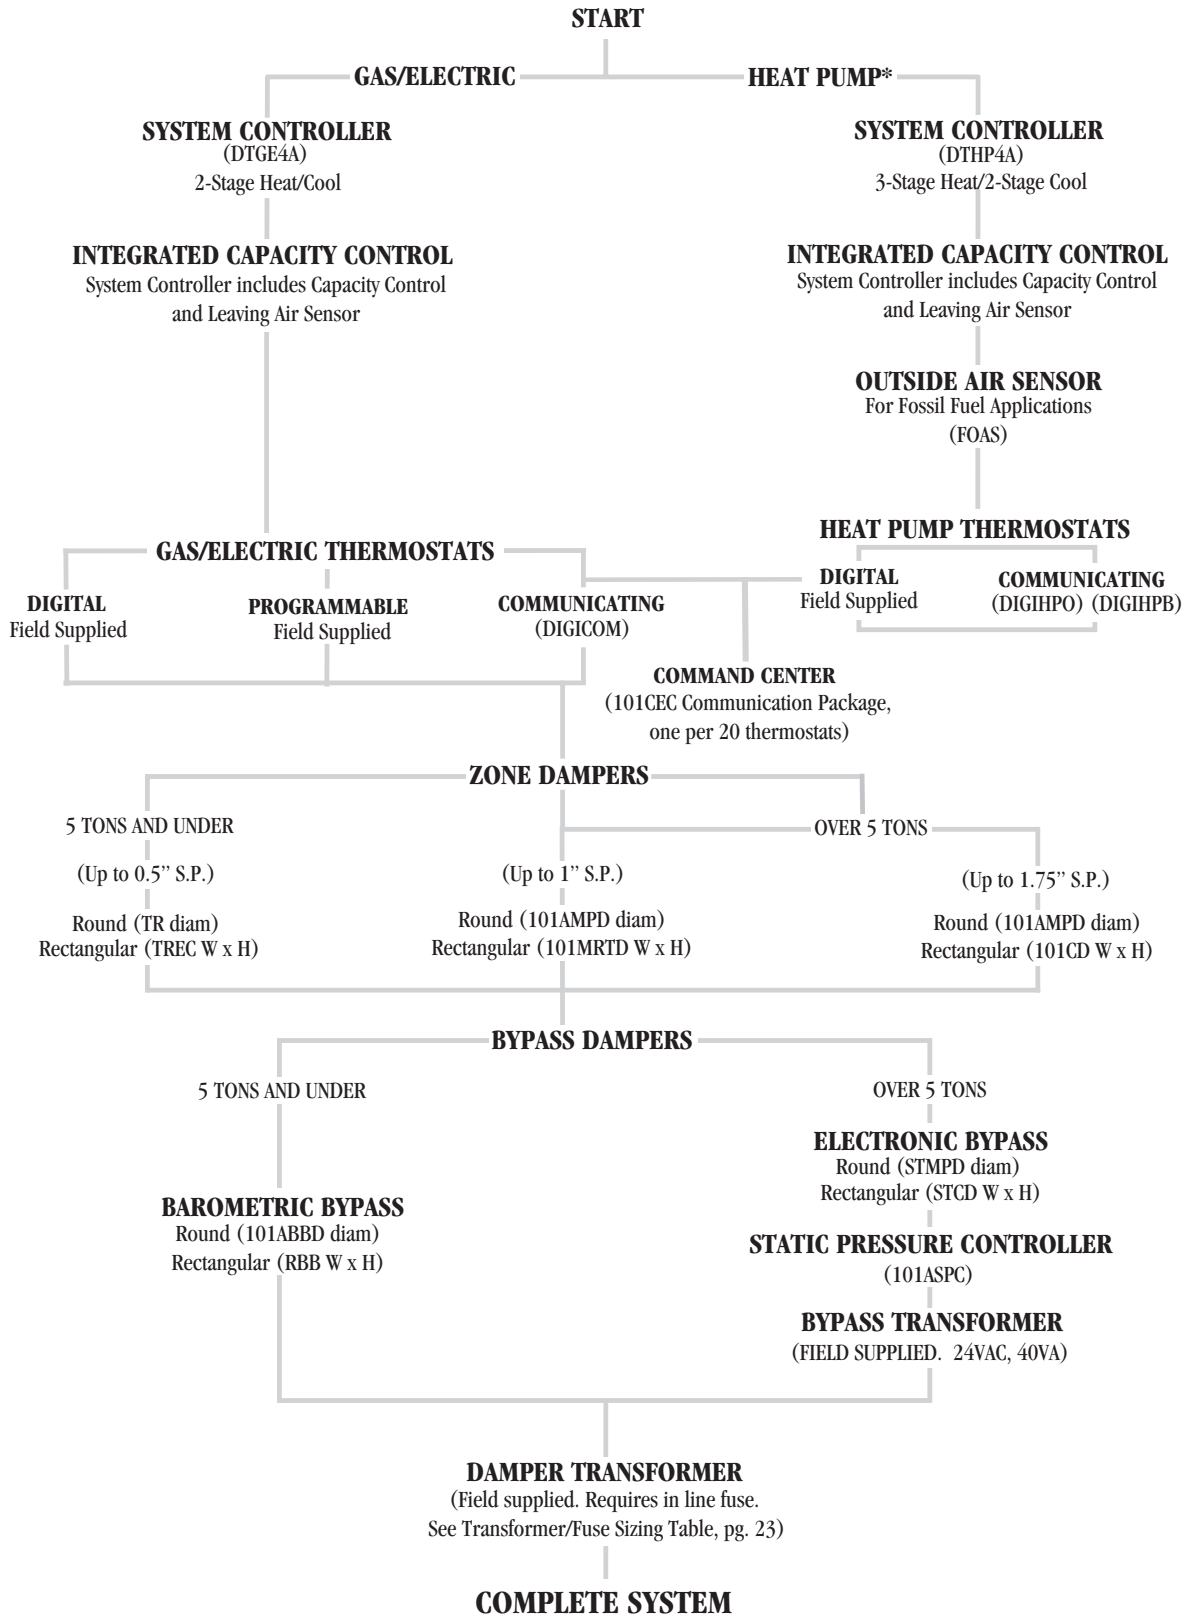 START
GAS/ELECTRIC
HEAT PUMP*
SYSTEM CONTROLLER
(DTGE4A)
2-Stage Heat/Cool
SYSTEM CONTROLLER
(DTHP4A)
3-Stage Heat/2-Stage Cool
INTEGRATED CAPACITY CONTROL
System Controller includes Capacity Control
and Leaving Air Sensor
INTEGRATED CAPACITY CONTROL
System Controller includes Capacity Control
and Leaving Air Sensor
OUTSIDE AIR SENSOR
For Fossil Fuel Applications
(FOAS)
GAS/ELECTRIC THERMOSTATS
HEAT PUMP THERMOSTATS
DIGITAL
Field Supplied
PROGRAMMABLE
Field Supplied
COMMUNICATING
(DIGICOM)
DIGITAL
Field Supplied
COMMUNICATING
(DIGIHPO) (DIGIHPB)
COMMAND CENTER
(101CEC Communication Package,
one per 20 thermostats)
ZONE DAMPERS
5 TONS AND UNDER
OVER 5 TONS
(Up to 0.5” S.P.)
Round (TR diam)
Rectangular (TREC W x H)
(Up to 1” S.P.)
Round (101AMPD diam)
Rectangular (101MRTD W x H)
(Up to 1.75” S.P.)
Round (101AMPD diam)
Rectangular (101CD W x H)
BYPASS DAMPERS
5 TONS AND UNDER
OVER 5 TONS
BAROMETRIC BYPASS
Round (101ABBD diam)
Rectangular (RBB W x H)
ELECTRONIC BYPASS
Round (STMPD diam)
Rectangular (STCD W x H)
STATIC PRESSURE CONTROLLER
(101ASPC)
BYPASS TRANSFORMER
(FIELD SUPPLIED. 24VAC, 40VA)
DAMPER TRANSFORMER
(Field supplied. Requires in line fuse.
See Transformer/Fuse Sizing Table, pg. 23)
COMPLETE SYSTEM